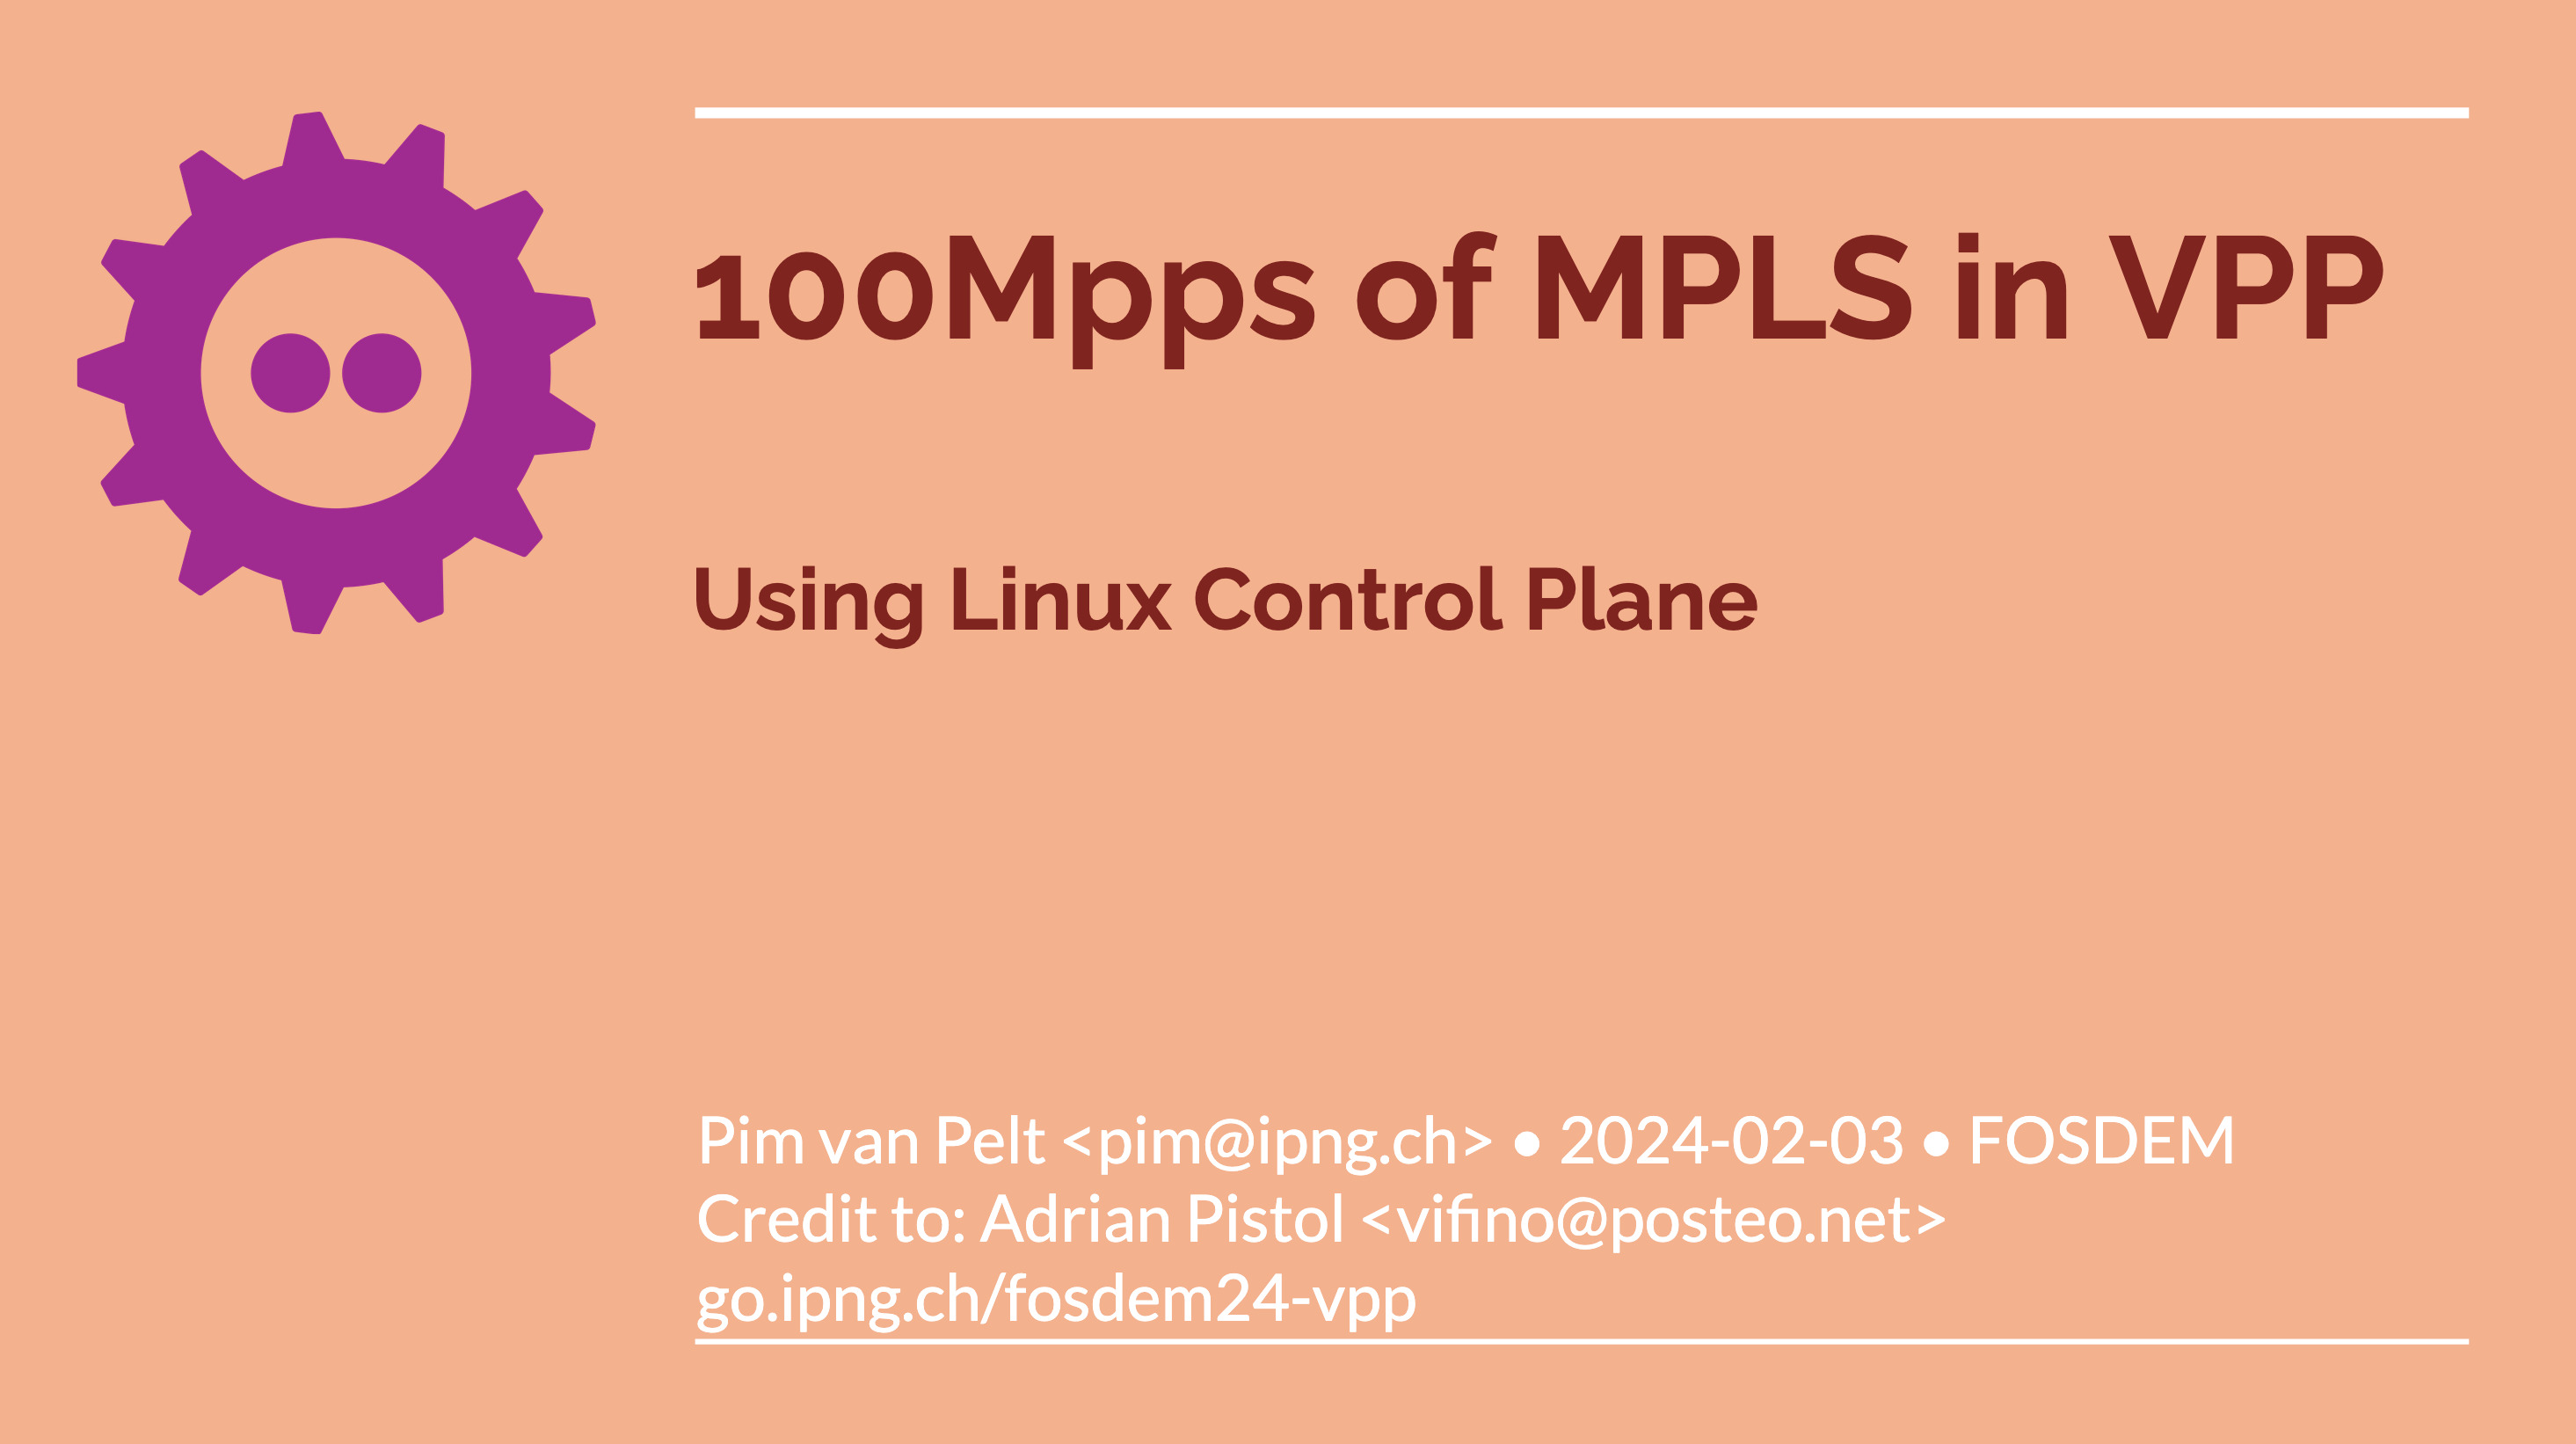 100Mpps of MPLS in VPP
Using Linux Control Plane
Pim van Pelt <pim@ipng.ch> • 2024-02-03 • FOSDEM
Credit to: Adrian Pistol <vifino@posteo.net>
go.ipng.ch/fosdem24-vpp